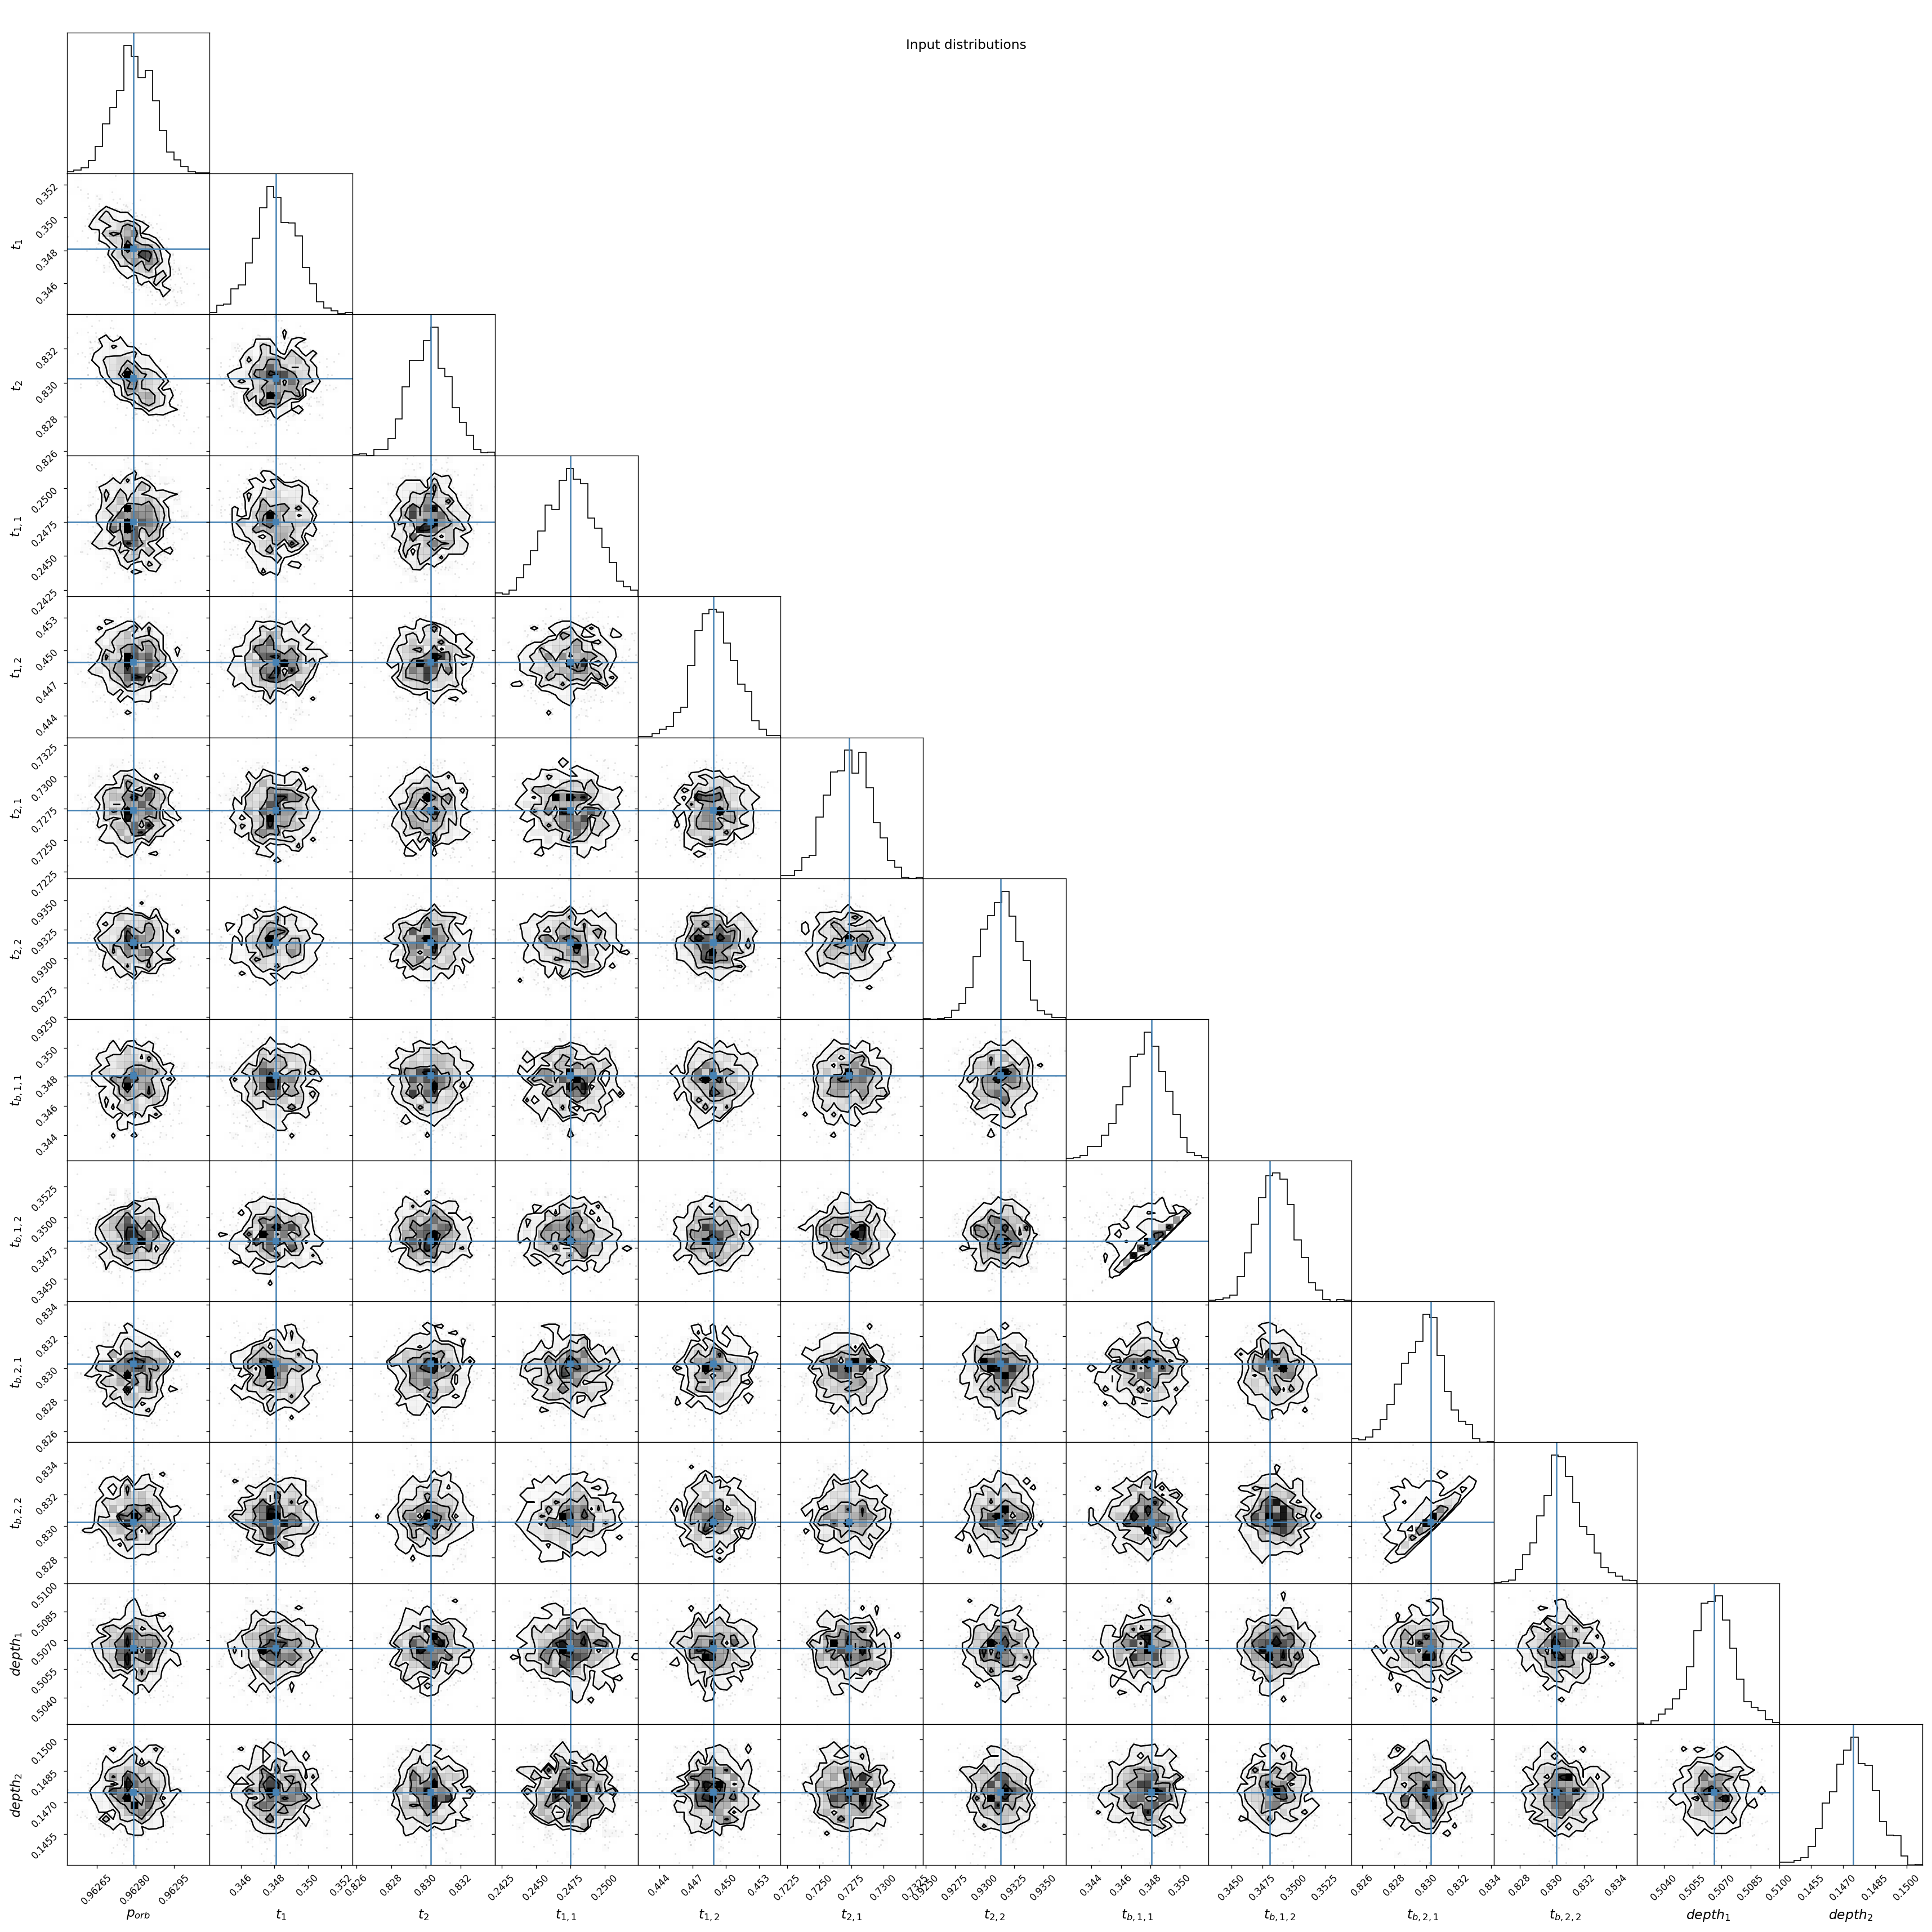 Input distributions
0.352
0.350
0.348
0.346
t₁
0.832
0.830
0.828
0.826
t₂
0.2500
0.2475
0.2450
0.2425
t₁,₁
0.453
0.450
0.447
0.444
t₁,₂
0.7325
0.7300
0.7275
0.7250
0.7225
t₂,₁
0.9350
0.9325
0.9300
0.9275
0.9250
t₂,₂
0.350
0.348
0.346
0.344
t_{b,1,1}
0.3525
0.3500
0.3475
0.3450
t_{b,1,2}
0.834
0.832
0.830
0.828
0.826
t_{b,2,1}
0.834
0.832
0.830
0.828
t_{b,2,2}
0.5100
0.5085
0.5070
0.5055
0.5040
depth₁
0.1500
0.1485
0.1470
0.1455
depth₂
0.96265 0.96280 0.96295
0.346 0.348 0.350 0.352
0.826 0.828 0.830 0.832
0.2425 0.2450 0.2475 0.2500
0.444 0.447 0.450 0.453
0.7225 0.7250 0.7275 0.7300 0.7325
0.9250 0.9275 0.9300 0.9325 0.9350
0.344 0.346 0.348 0.350
0.3450 0.3475 0.3500 0.3525
0.826 0.828 0.830 0.832 0.834
0.828 0.830 0.832 0.834
0.5040 0.5055 0.5070 0.5085 0.5100
0.1455 0.1470 0.1485 0.1500
p_{orb} t₁ t₂ t₁,₁ t₁,₂ t₂,₁ t₂,₂ t_{b,1,1} t_{b,1,2} t_{b,2,1} t_{b,2,2} depth₁ depth₂